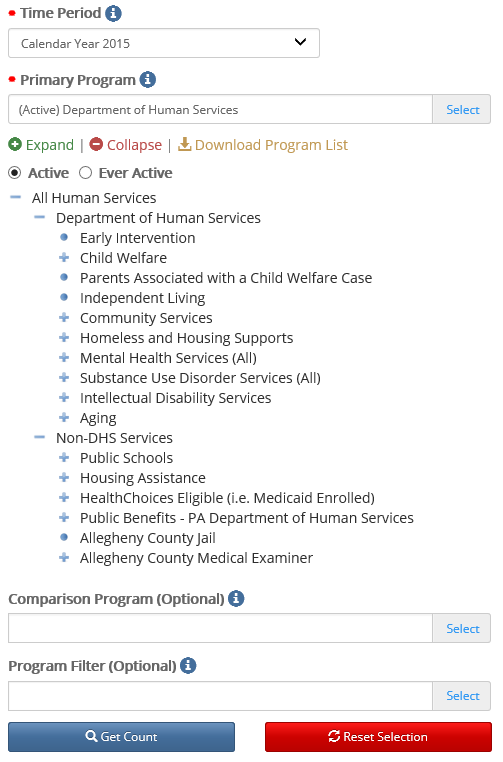 Time Period
Calendar Year 2015
Primary Program
(Active) Department of Human Services Select
Expand | Collapse | Download Program List
Active Ever Active
All Human Services
Department of Human Services
Early Intervention
Child Welfare
Parents Associated with a Child Welfare Case
Independent Living
Community Services
Homeless and Housing Supports
Mental Health Services (All)
Substance Use Disorder Services (All)
Intellectual Disability Services
Aging
Non-DHS Services
Public Schools
Housing Assistance
HealthChoices Eligible (i.e. Medicaid Enrolled)
Public Benefits - PA Department of Human Services
Allegheny County Jail
Allegheny County Medical Examiner
Comparison Program (Optional)
Select
Program Filter (Optional)
Select
Get Count Reset Selection